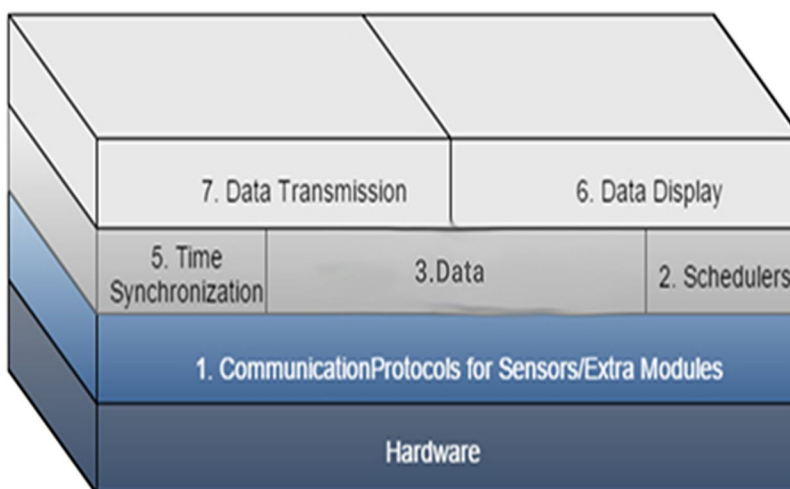 7. Data Transmission
6. Data Display
5. Time
Synchronization
3.Data
2. Schedulers
1. CommunicationProtocols for Sensors/Extra Modules
Hardware